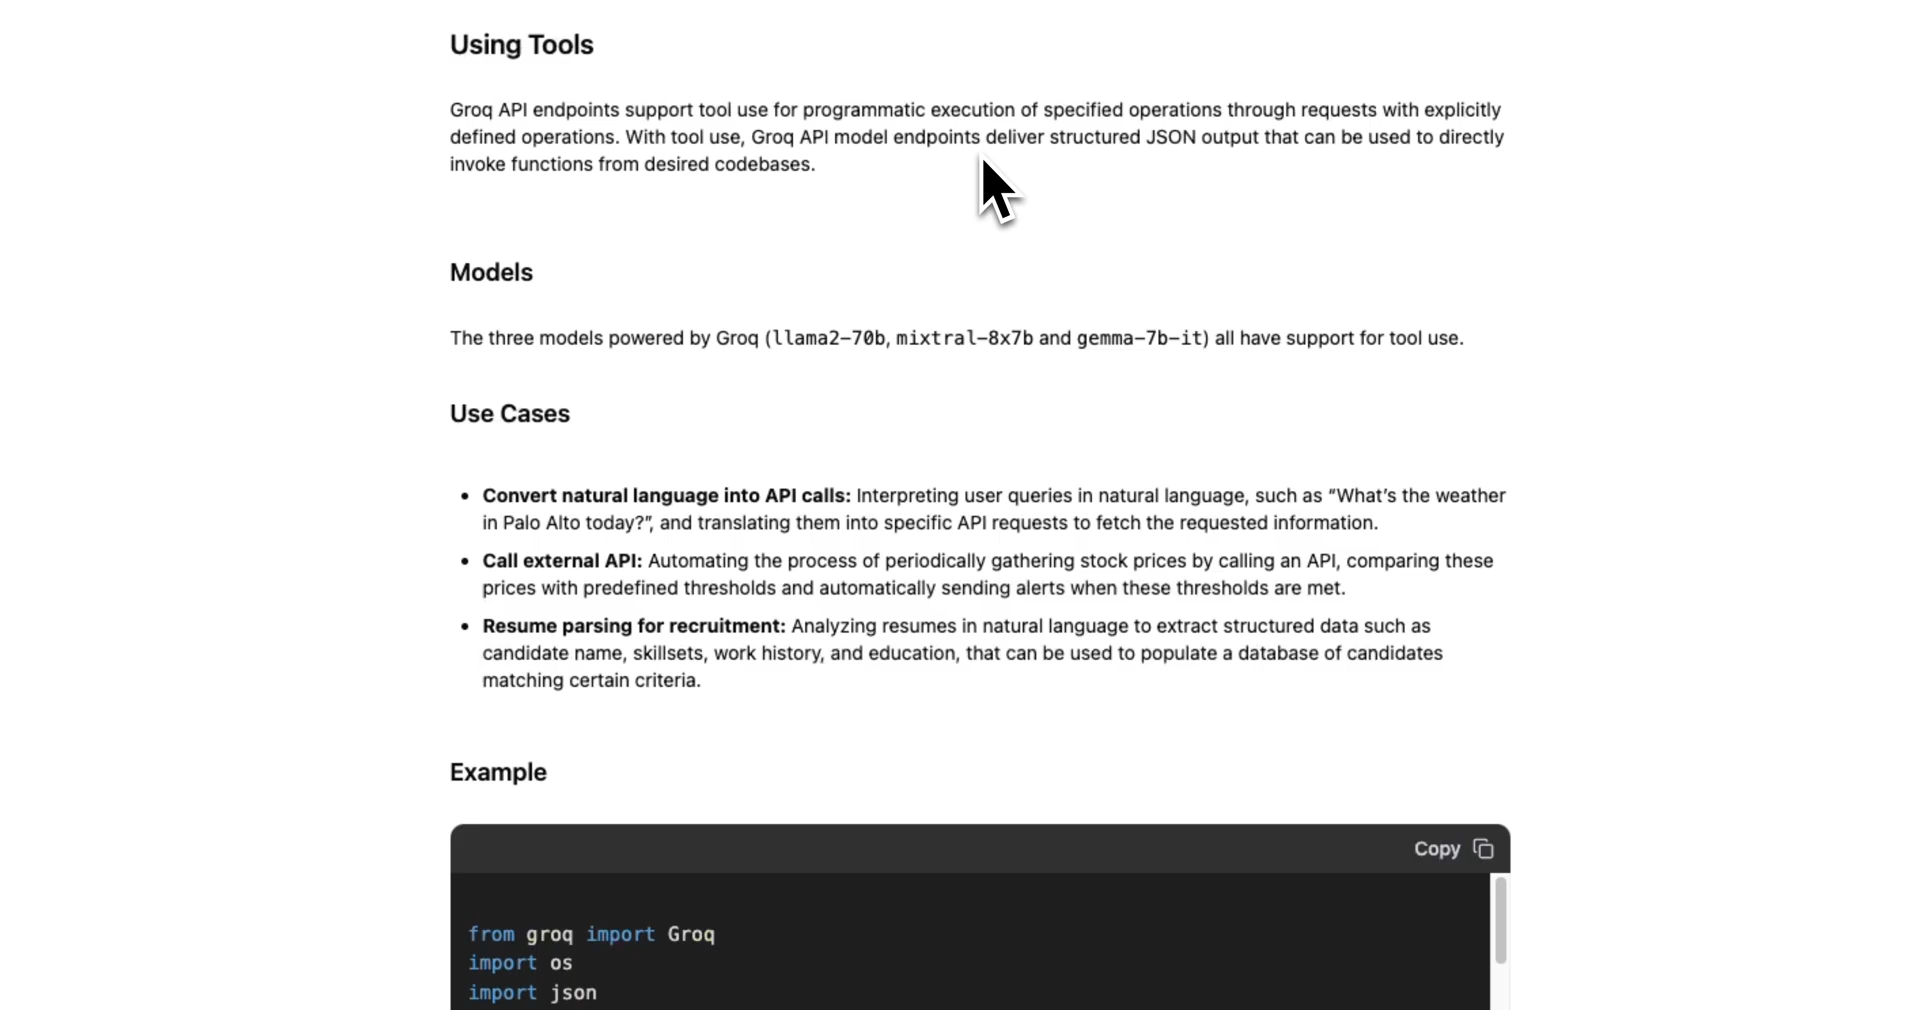 Using Tools
Groq API endpoints support tool use for programmatic execution of specified operations through requests with explicitly
defined operations. With tool use, Groq API model endpoints deliver structured JSON output that can be used to directly
invoke functions from desired codebases.
Models
The three models powered by Groq (llama2-70b, mixtral-8x7b and gemma-7b-it) all have support for tool use.
Use Cases
• Convert natural language into API calls: Interpreting user queries in natural language, such as “What’s the weather
in Palo Alto today?”, and translating them into specific API requests to fetch the requested information.
• Call external API: Automating the process of periodically gathering stock prices by calling an API, comparing these
prices with predefined thresholds and automatically sending alerts when these thresholds are met.
• Resume parsing for recruitment: Analyzing resumes in natural language to extract structured data such as
candidate name, skillsets, work history, and education, that can be used to populate a database of candidates
matching certain criteria.
Example
Copy
from groq import Groq
import os
import json